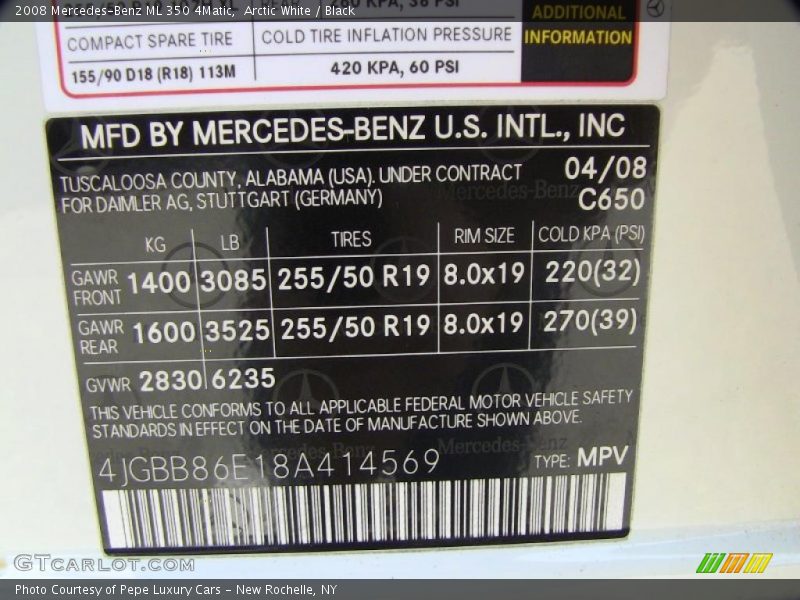 2008 Mercedes-Benz ML 350 4Matic, Arctic White / Black
COMPACT SPARE TIRE COLD TIRE INFLATION PRESSURE
155/90 D18 (R18) 113M 420 KPA, 60 PSI
ADDITIONAL
INFORMATION
MFD BY MERCEDES-BENZ U.S. INTL., INC
TUSCALOOSA COUNTY, ALABAMA (USA). UNDER CONTRACT 04/08
FOR DAIMLER AG, STUTTGART (GERMANY) C650
KG LB TIRES RIM SIZE COLD KPA (PSI)
GAWR
FRONT 1400 3085 255/50 R19 8.0x19 220(32)
GAWR
REAR 1600 3525 255/50 R19 8.0x19 270(39)
GVWR 2830 6235
THIS VEHICLE CONFORMS TO ALL APPLICABLE FEDERAL MOTOR VEHICLE SAFETY
STANDARDS IN EFFECT ON THE DATE OF MANUFACTURE SHOWN ABOVE.
4JGBB86E18A414569 TYPE: MPV
GTCARLOT.COM
Photo Courtesy of Pepe Luxury Cars - New Rochelle, NY